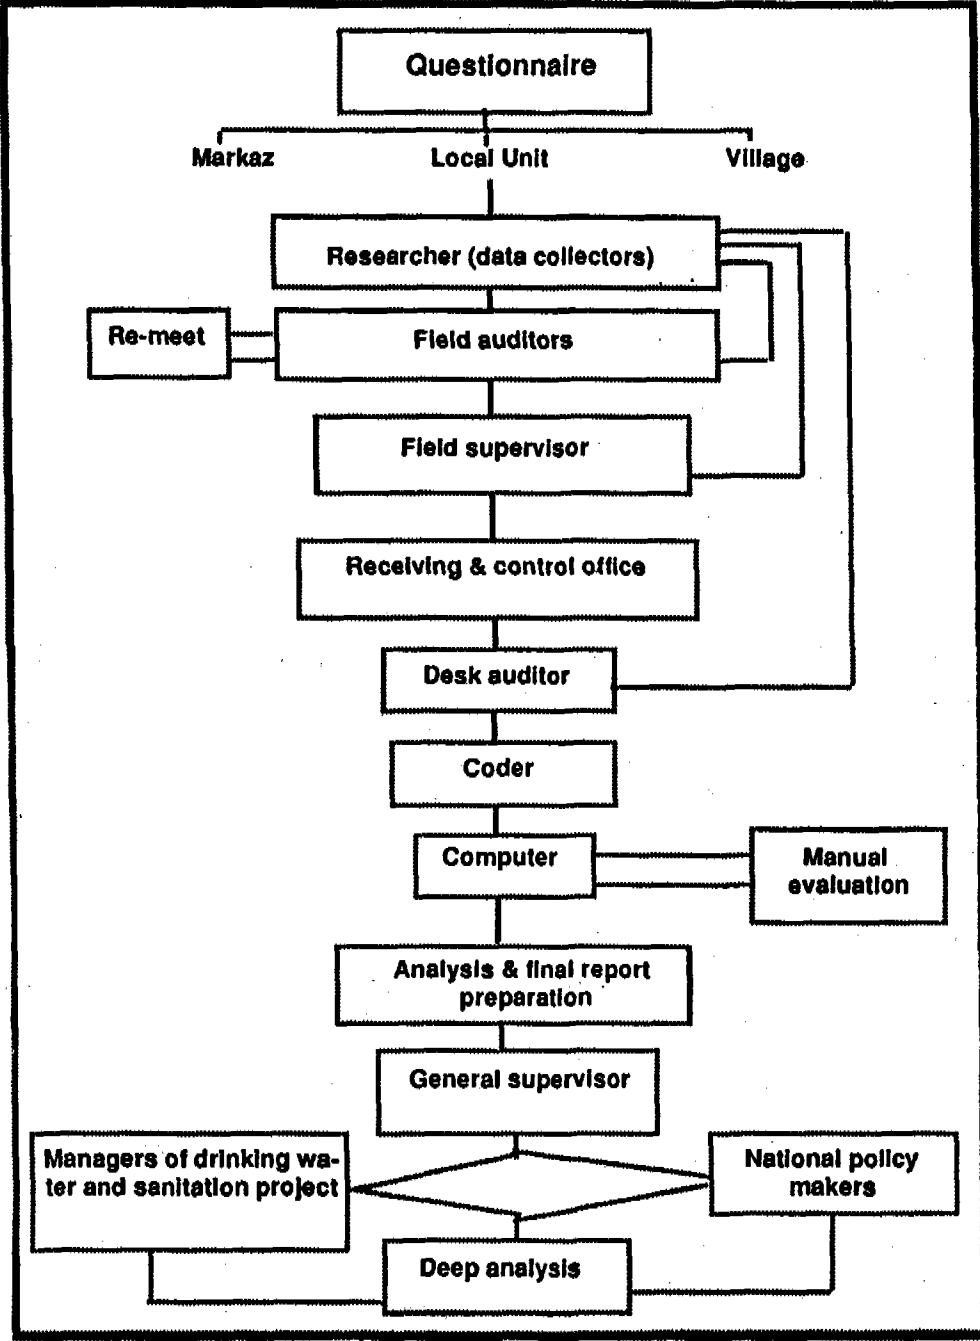 Questionnaire
Markaz Local Unit Village
Researcher (data collectors)
Re-meet
Field auditors
Field supervisor
Receiving & control office
Desk auditor
Coder
Computer
Manual
evaluation
Analysis & final report
preparation
General supervisor
Managers of drinking wa-
ter and sanitation project
National policy
makers
Deep analysis